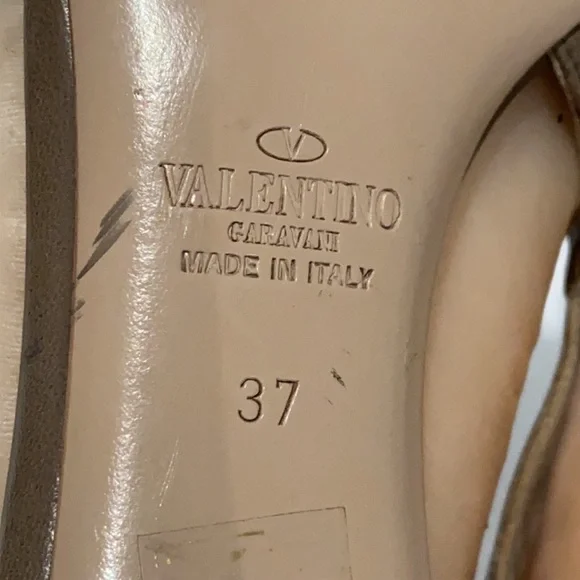 V
VALENTINO
GARAVANI
MADE IN ITALY
37